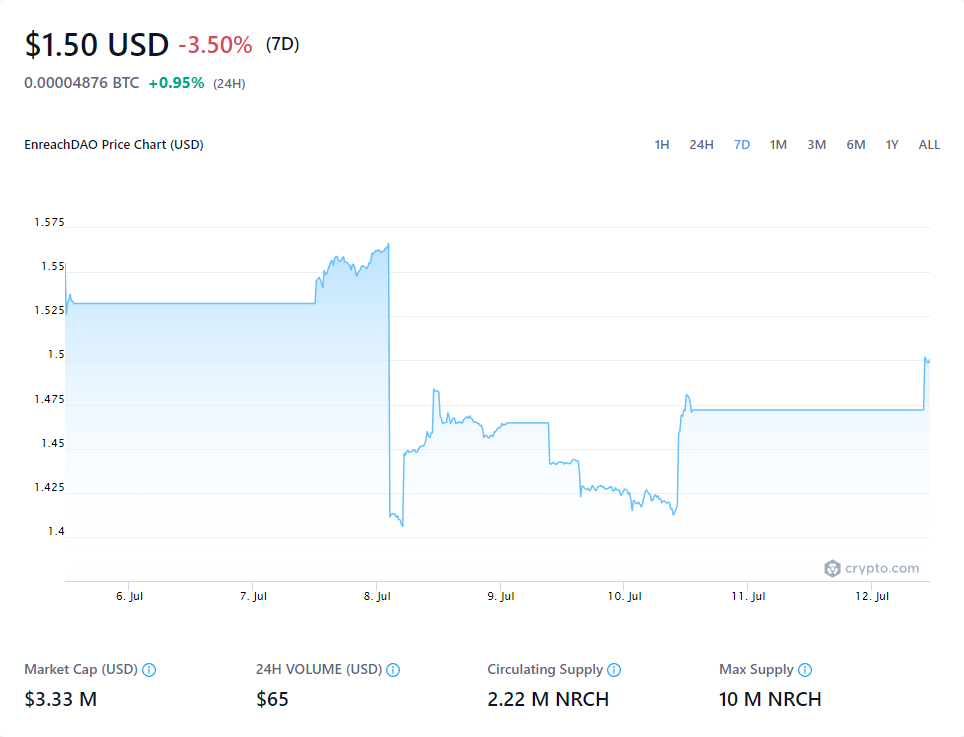 $1.50 USD -3.50% (7D)
0.00004876 BTC +0.95% (24H)
EnreachDAO Price Chart (USD) 1H 24H 7D 1M 3M 6M 1Y ALL
1.575
1.55
1.525
1.5
1.475
1.45
1.425
1.4
crypto.com
6. Jul 7. Jul 8. Jul 9. Jul 10. Jul 11. Jul 12. Jul
Market Cap (USD) 24H VOLUME (USD) Circulating Supply Max Supply
$3.33 M $65 2.22 M NRCH 10 M NRCH